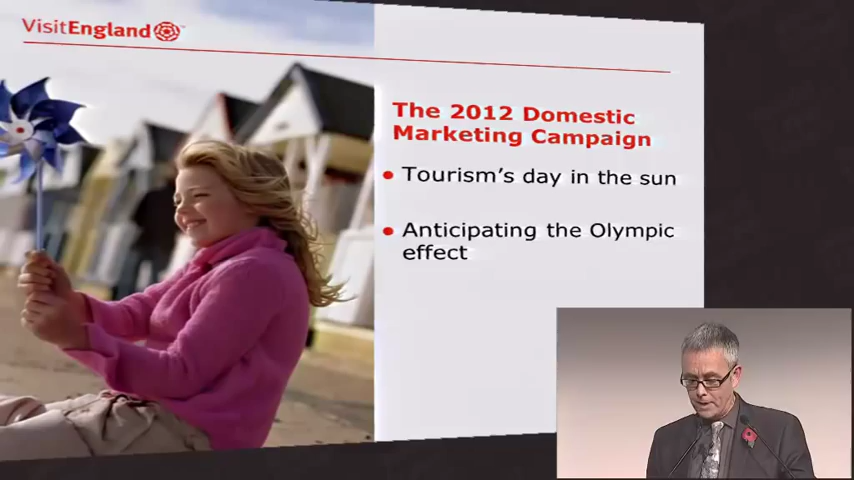 VisitEngland
The 2012 Domestic
Marketing Campaign
Tourism's day in the sun
Anticipating the Olympic
effect